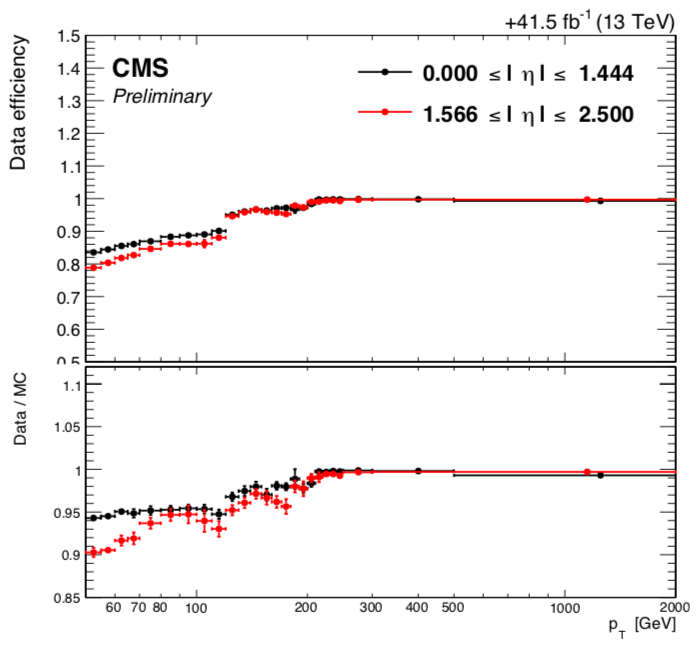 +41.5 fb-1 (13 TeV)
CMS
Preliminary
0.000 ≤ | η | ≤ 1.444
1.566 ≤ | η | ≤ 2.500
Data efficiency
1.5
1.4
1.3
1.2
1.1
1
0.9
0.8
0.7
0.6
0.5
Data / MC
1.1
1.05
1
0.95
0.9
0.85
60 70 80 100 200 300 400 500 1000 2000
pT [GeV]